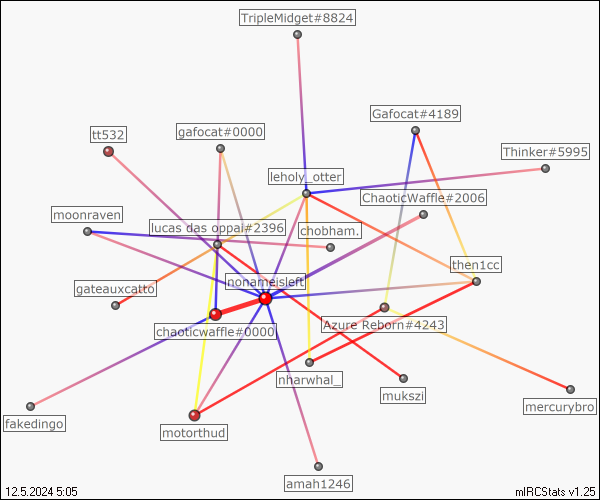 TripleMidget#8824
Gafocat#4189
tt532
gafocat#0000
Thinker#5995
leholy_otter
ChaoticWaffle#2006
moonraven
lucas das oppai#2396
chobham.
then1cc
nonameisleft
gateauxcatto
chaoticwaffle#0000
Azure Reborn#4243
nharwhal_
mukszi
mercurybro
fakedingo
motorthud
amah1246
12.5.2024 5:05
mIRCStats v1.25